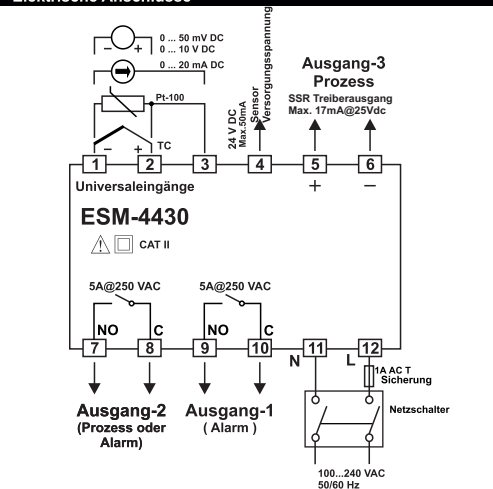 Elektrische Anschlüsse
0 ... 50 mV DC
0 ... 10 V DC
0 ... 20 mA DC
Pt-100
TC
24 V DC
Max.50mA
Sensor
Versorgungsspannung
Ausgang-3
Prozess
SSR Treiberausgang
Max. 17mA@25Vdc
1 2 3 4 5 6
− + + −
Universaleingänge
ESM-4430
CAT II
5A@250 VAC 5A@250 VAC
NO C NO C
7 8 9 10 11 12
N L
1A AC T
Sicherung
Ausgang-2
(Prozess oder
Alarm)
Ausgang-1
( Alarm )
Netzschalter
100...240 VAC
50/60 Hz